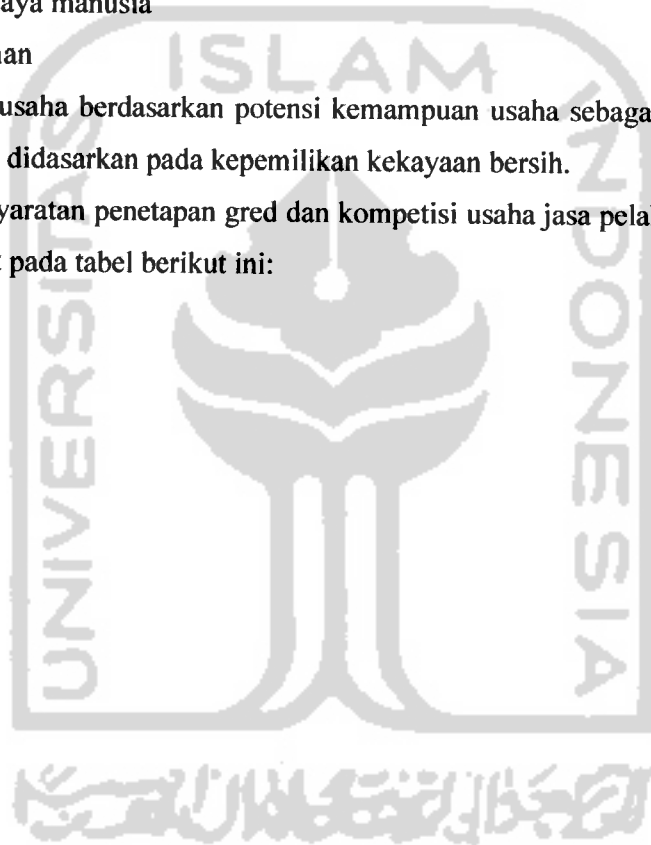 aya manusia
an
usaha berdasarkan potensi kemampuan usaha sebaga
didasarkan pada kepemilikan kekayaan bersih.
yaratan penetapan gred dan kompetisi usaha jasa pela
pada tabel berikut ini:
ISLAM
UNIVERSITAS
INDONESIA